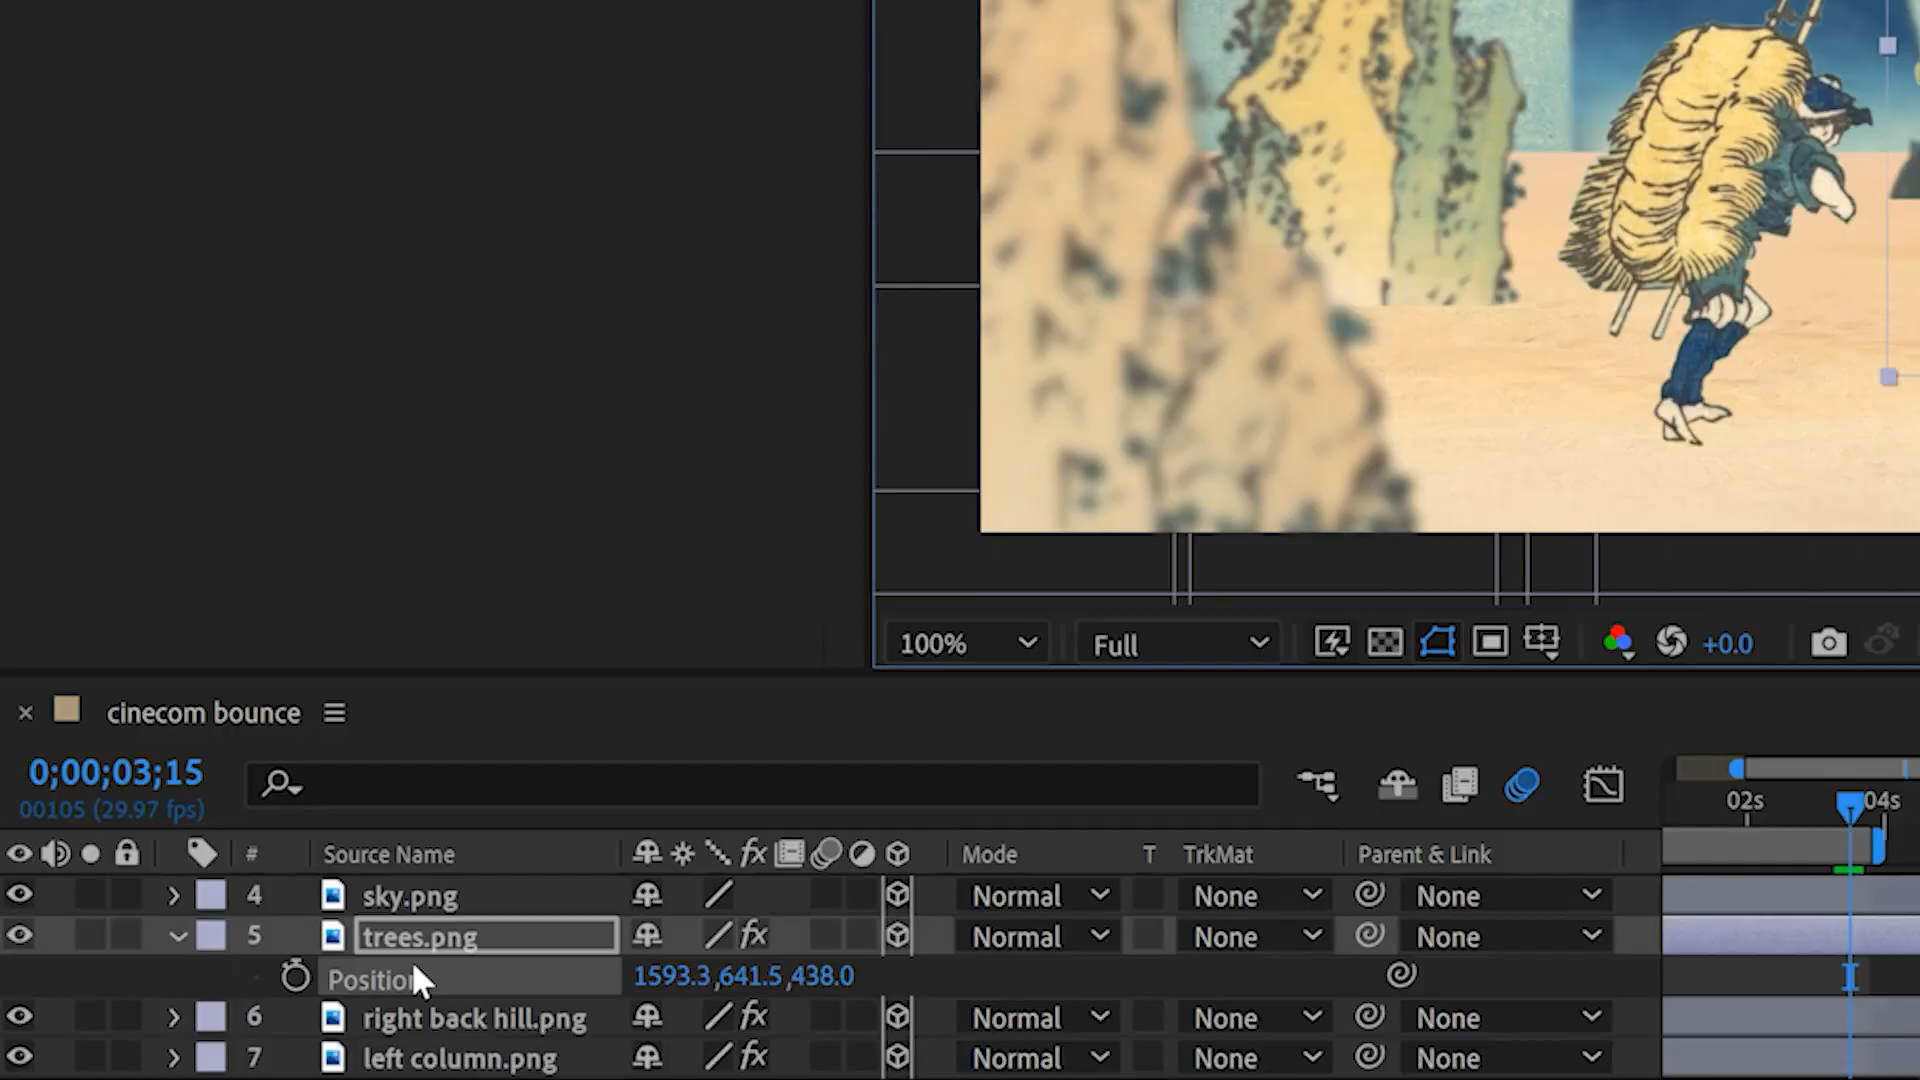 100% Full +0.0
cinecom bounce
0;00;03;15
00105 (29.97 fps)
02s 04s
# Source Name Mode T TrkMat Parent & Link
4 sky.png Normal None None
5 trees.png Normal None None
Position 1593.3,641.5,438.0
6 right back hill.png Normal None None
7 left column.png Normal None None